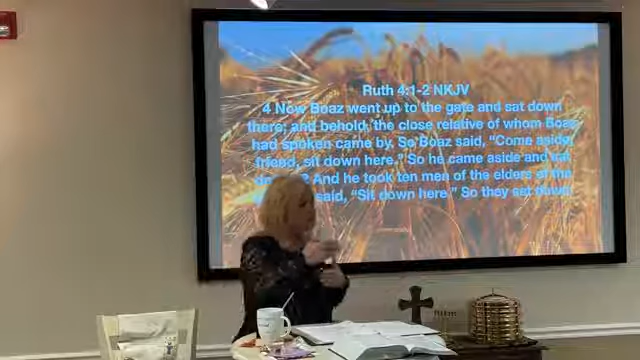 Ruth 4:1-2 NKJV
4 Now Boaz went up to the gate and sat down
there; and behold, the close relative of whom Boaz
had spoken came by. So Boaz said, "Come aside,
friend, sit down here." So he came aside and sat
down. 2 And he took ten men of the elders of the
said, "Sit down here." So they sat down.